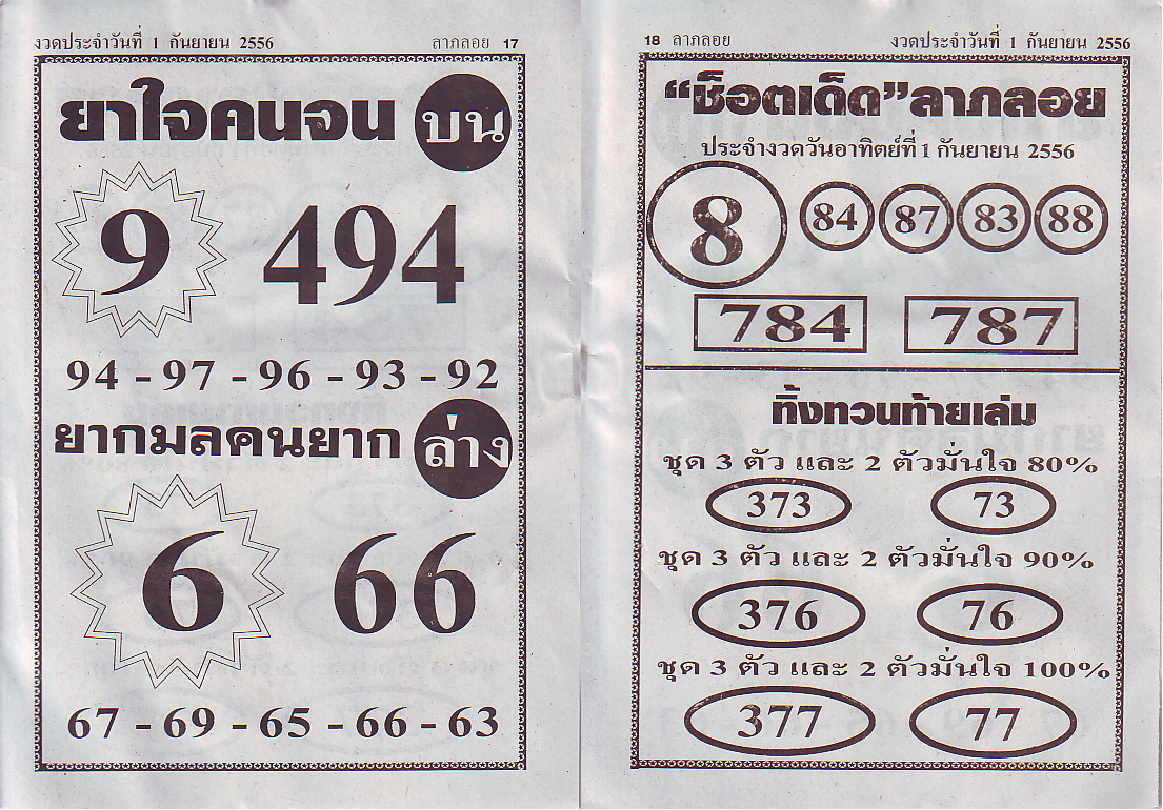 งวดประจำวันที่ 1 กันยายน 2556
ลาภลอย 17
ยาใจคนจน บน
9 494
94 - 97 - 96 - 93 - 92
ยากมลคนยาก ล่าง
6 66
67 - 69 - 65 - 66 - 63
18 ลาภลอย
งวดประจำวันที่ 1 กันยายน 2556
“ช็อตเด็ด”ลาภลอย
ประจำงวดวันอาทิตย์ที่ 1 กันยายน 2556
8 84 87 83 88
784 787
ทิ้งทวนท้ายเล่ม
ชุด 3 ตัว และ 2 ตัวมั่นใจ 80%
373 73
ชุด 3 ตัว และ 2 ตัวมั่นใจ 90%
376 76
ชุด 3 ตัว และ 2 ตัวมั่นใจ 100%
377 77